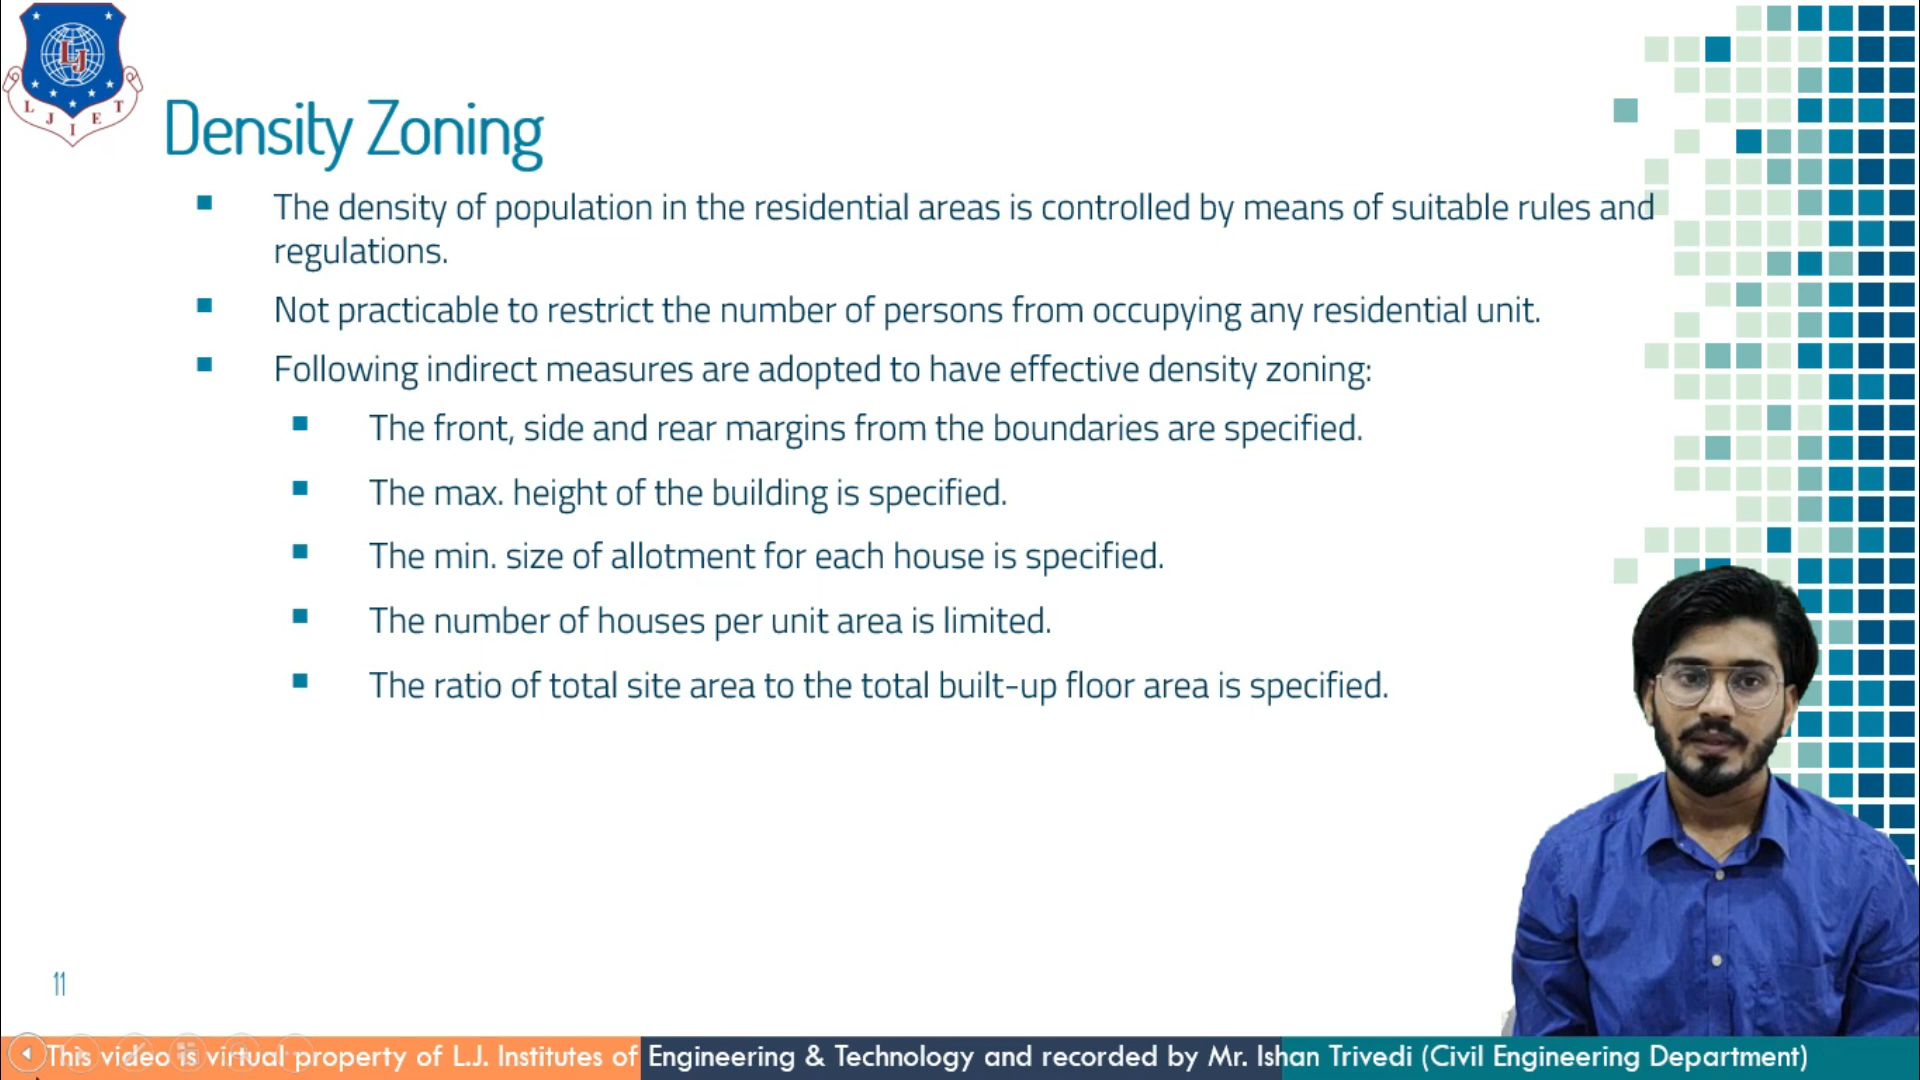 LJ
L J I E T
Density Zoning
The density of population in the residential areas is controlled by means of suitable rules and
regulations.
Not practicable to restrict the number of persons from occupying any residential unit.
Following indirect measures are adopted to have effective density zoning:
The front, side and rear margins from the boundaries are specified.
The max. height of the building is specified.
The min. size of allotment for each house is specified.
The number of houses per unit area is limited.
The ratio of total site area to the total built-up floor area is specified.
11
This video is virtual property of L.J. Institutes of Engineering & Technology and recorded by Mr. Ishan Trivedi (Civil Engineering Department)